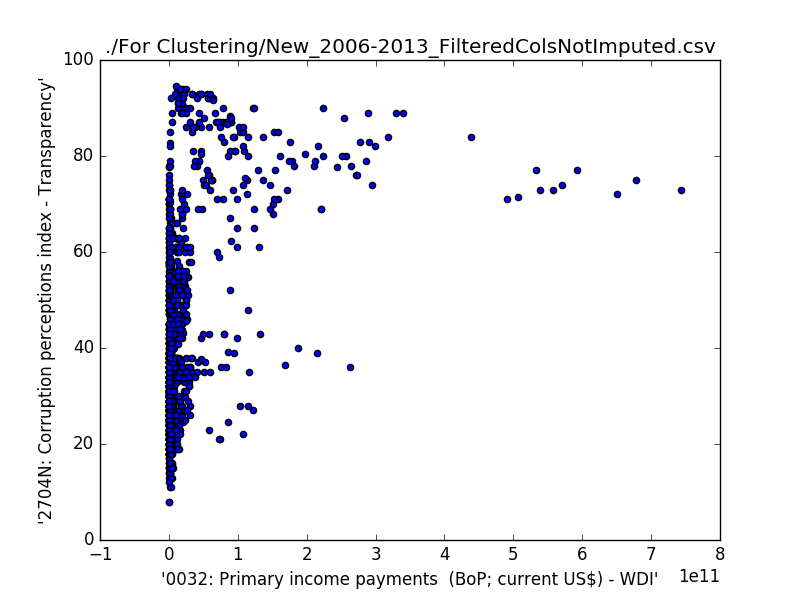 ./For Clustering/New_2006-2013_FilteredColsNotImputed.csv
100
80
60
40
20
0
'2704N: Corruption perceptions index - Transparency'
−1 0 1 2 3 4 5 6 7 8
1e11
'0032: Primary income payments  (BoP; current US$) - WDI'